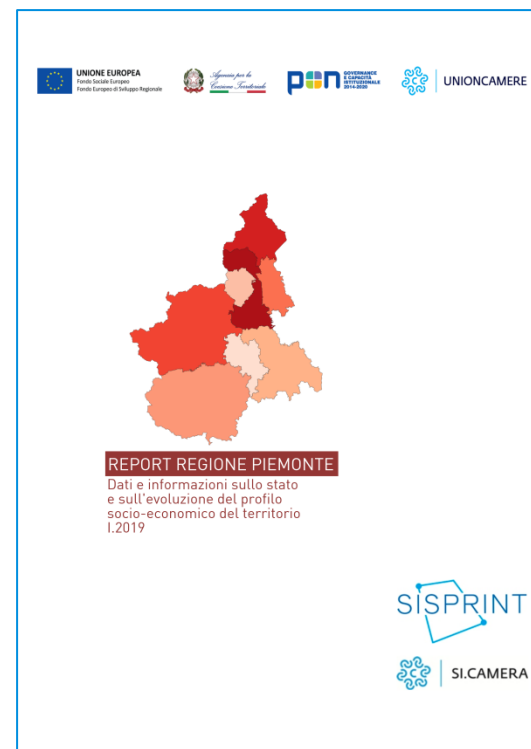 UNIONE EUROPEA
Fondo Sociale Europeo
Fondo Europeo di Sviluppo Regionale
Agenzia per la
Coesione Territoriale
pon
GOVERNANCE
E CAPACITÀ
ISTITUZIONALE
2014-2020
UNIONCAMERE
REPORT REGIONE PIEMONTE
Dati e informazioni sullo stato
e sull'evoluzione del profilo
socio-economico del territorio
I.2019
SISPRINT
SI.CAMERA